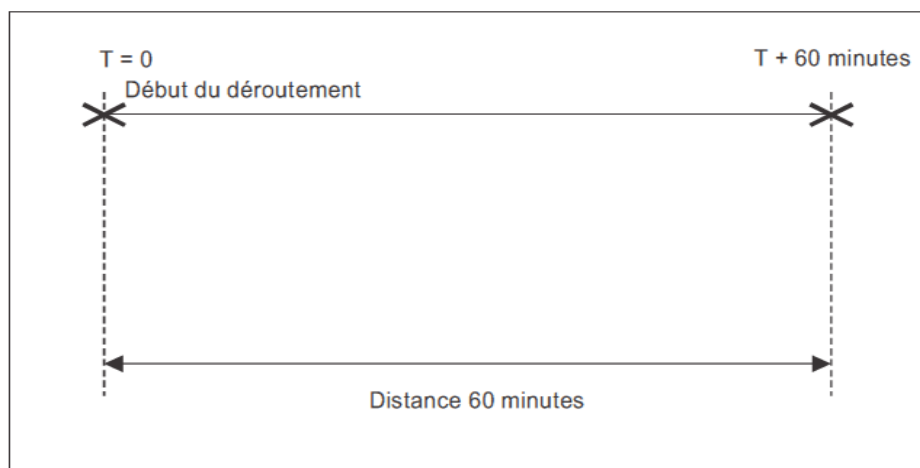 T = 0
T + 60 minutes
Début du déroutement
Distance 60 minutes